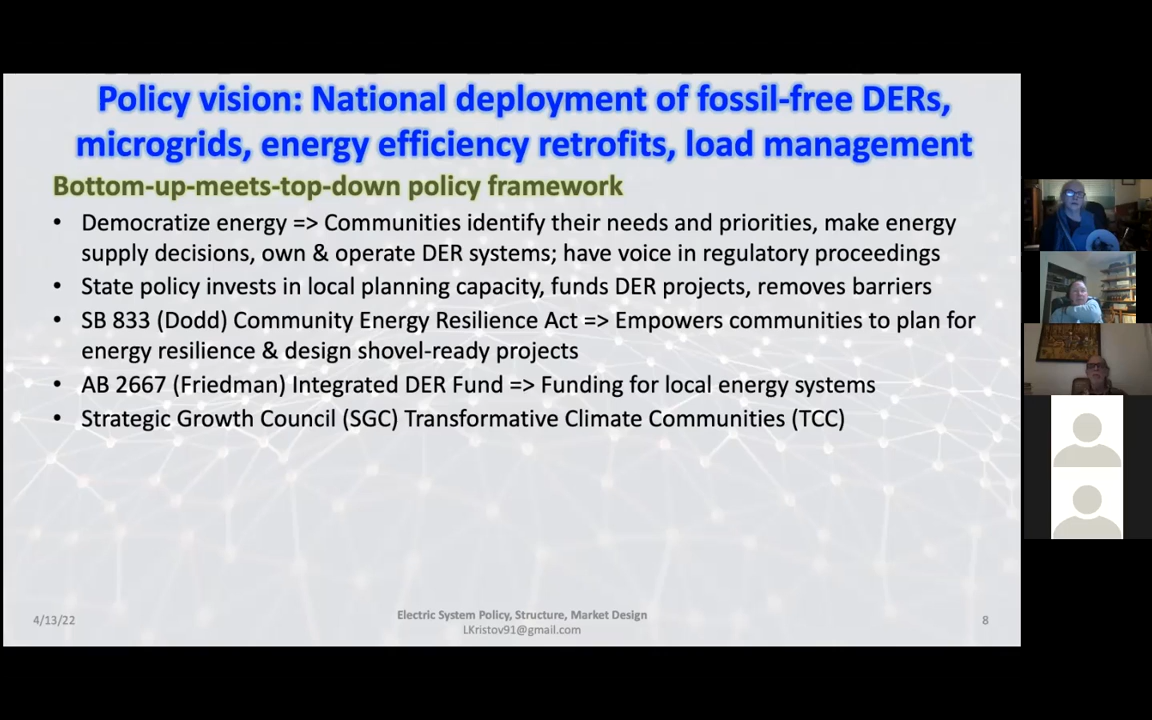 Policy vision: National deployment of fossil-free DERs,
microgrids, energy efficiency retrofits, load management
Bottom-up-meets-top-down policy framework
• Democratize energy => Communities identify their needs and priorities, make energy
supply decisions, own & operate DER systems; have voice in regulatory proceedings
• State policy invests in local planning capacity, funds DER projects, removes barriers
• SB 833 (Dodd) Community Energy Resilience Act => Empowers communities to plan for
energy resilience & design shovel-ready projects
• AB 2667 (Friedman) Integrated DER Fund => Funding for local energy systems
• Strategic Growth Council (SGC) Transformative Climate Communities (TCC)
4/13/22
Electric System Policy, Structure, Market Design
LKristov91@gmail.com
8